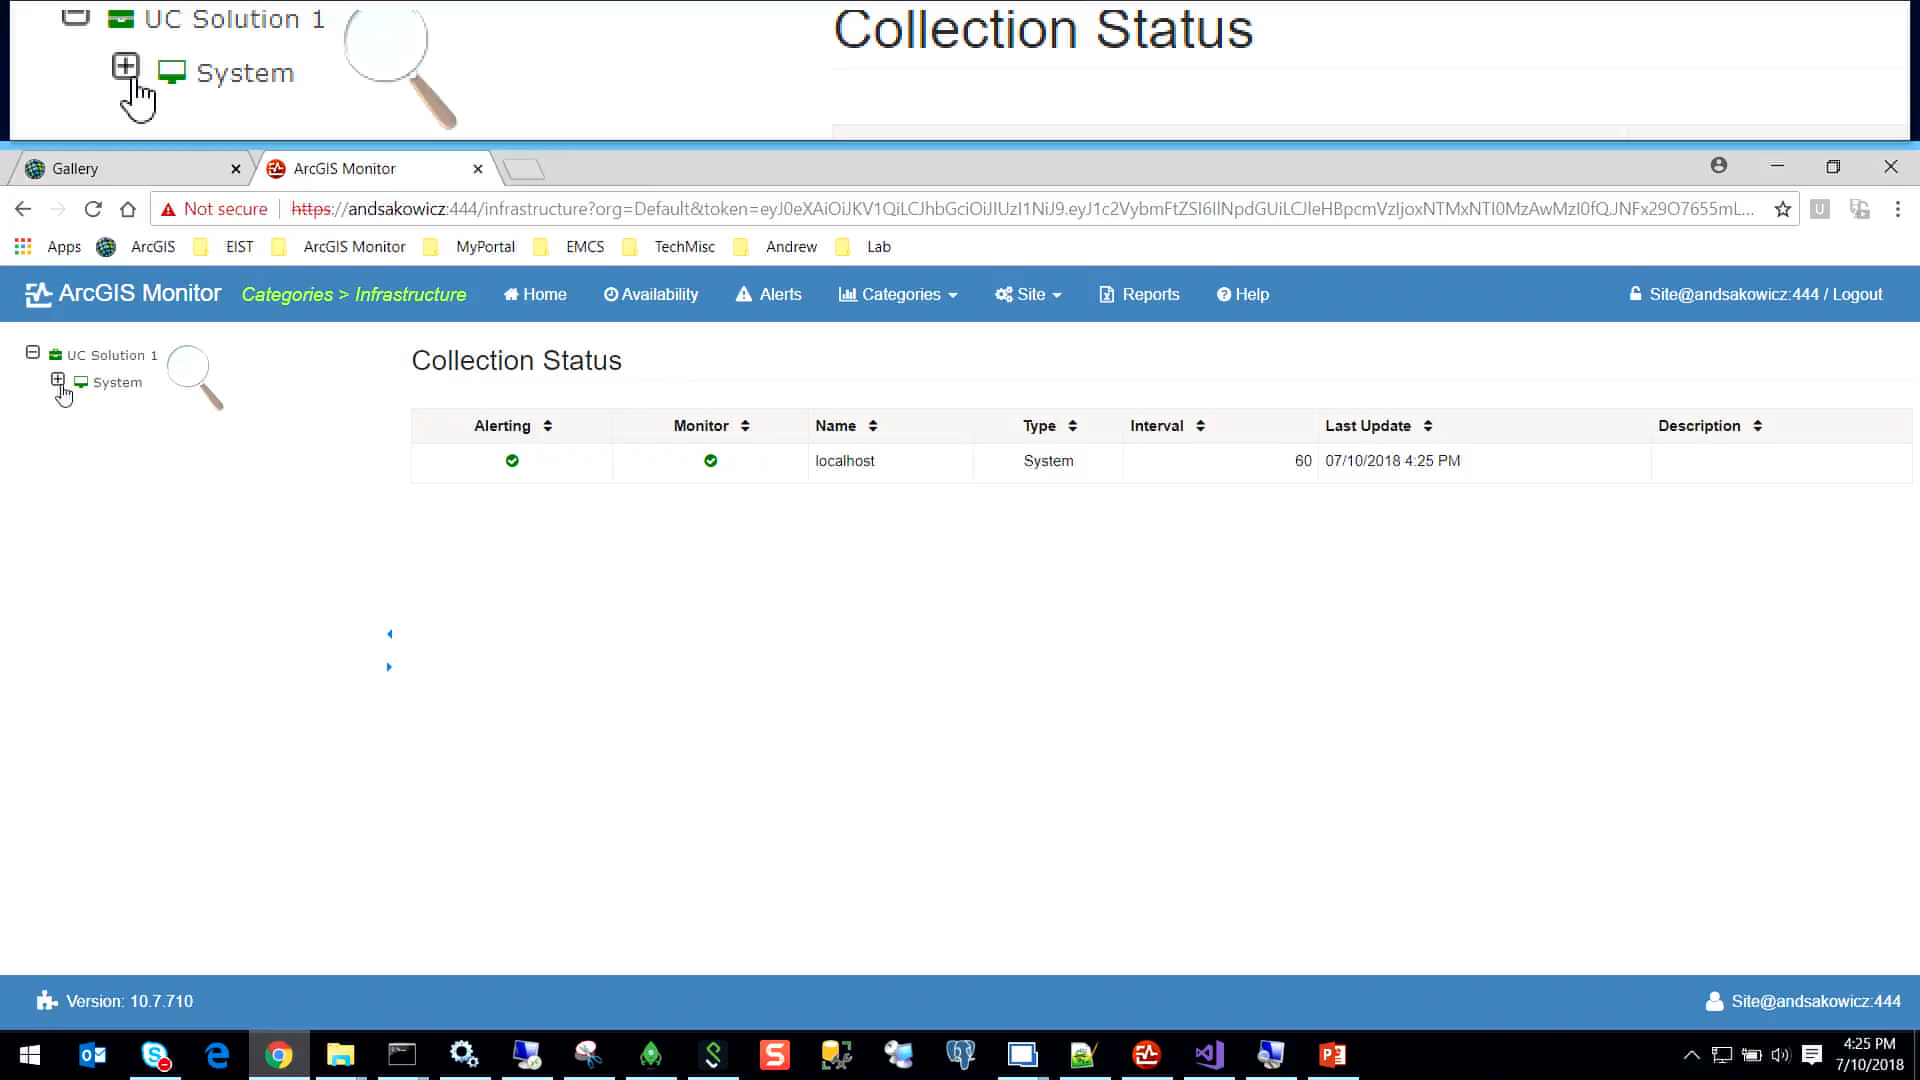 UC Solution 1
System
Collection Status
Gallery
ArcGIS Monitor
Not secure
https://andsakowicz:444/infrastructure?org=Default&token=
Apps ArcGIS EIST ArcGIS Monitor MyPortal EMCS TechMisc Andrew Lab
ArcGIS Monitor Categories > Infrastructure Home Availability Alerts Categories Site Reports Help Site@andsakowicz:444 / Logout
UC Solution 1
System
Collection Status
Alerting Monitor Name Type Interval Last Update Description
localhost System 60 07/10/2018 4:25 PM
Version: 10.7.710
Site@andsakowicz:444
4:25 PM
7/10/2018